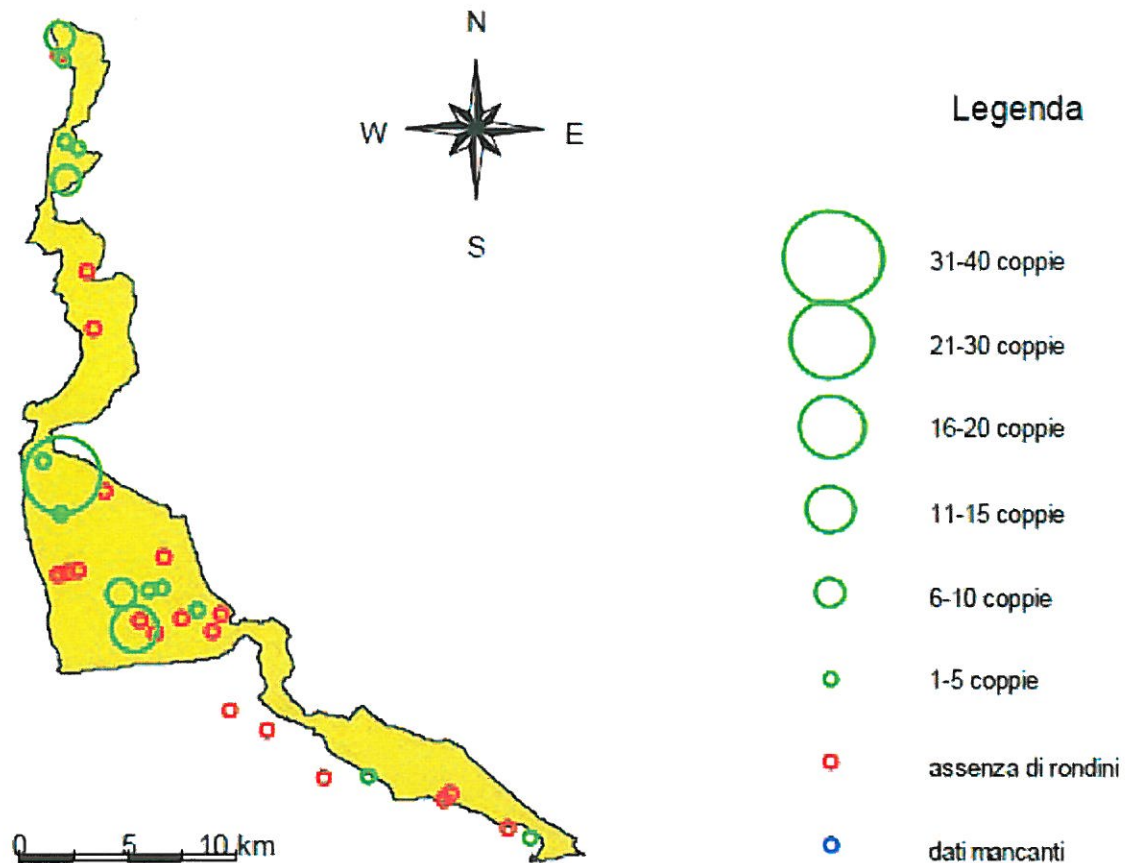 N
W E
S
Legenda
31-40 coppie
21-30 coppie
16-20 coppie
11-15 coppie
6-10 coppie
1-5 coppie
assenza di rondini
dati mancanti
0 5 10 km